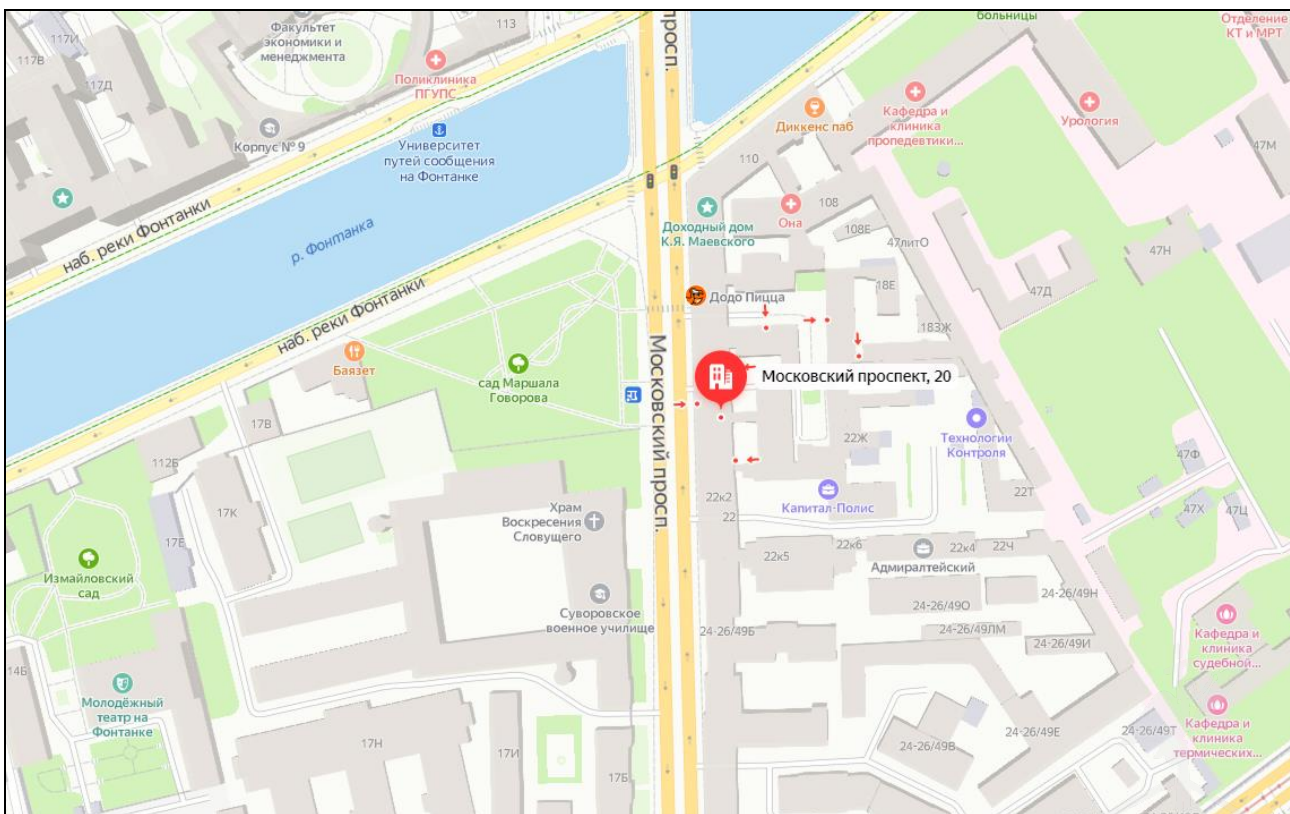 117И
117В
117Д
Факультет
экономики и
менеджмента
113
Поликлиника
ПГУПС
Корпус № 9
Университет
путей сообщения
на Фонтанке
просп.
больницы
Отделение
КТ и МРТ
Диккенс паб
Кафедра и
клиника
пропедевтики...
Урология
47М
110
108
Она
Доходный дом
К.Я. Маевского
108Е
47литО
47Н
47Д
18Е
183Ж
наб. реки Фонтанки
р. Фонтанка
наб. реки Фонтанки
Додо Пицца
Баязет
сад Маршала
Говорова
Московский просп.
Московский проспект, 20
17В
112Б
17К
17Е
22Ж
Технологии
Контроля
47Ф
22к2
22
Капитал-Полис
22Т
47Х
47Ц
Храм
Воскресения
Словущего
22к5
22к6
22к4
22Ч
Адмиралтейский
Измайловский
сад
Суворовское
военное училище
24-26/49Н
24-26/49О
24-26/49Б
24-26/49ЛМ
24-26/49И
Кафедра и
клиника
судебной...
14Б
Молодёжный
театр на
Фонтанке
17Н
17И
17Б
24-26/49В
24-26/49Е
24-26/49Т
Кафедра и
клиника
термических...